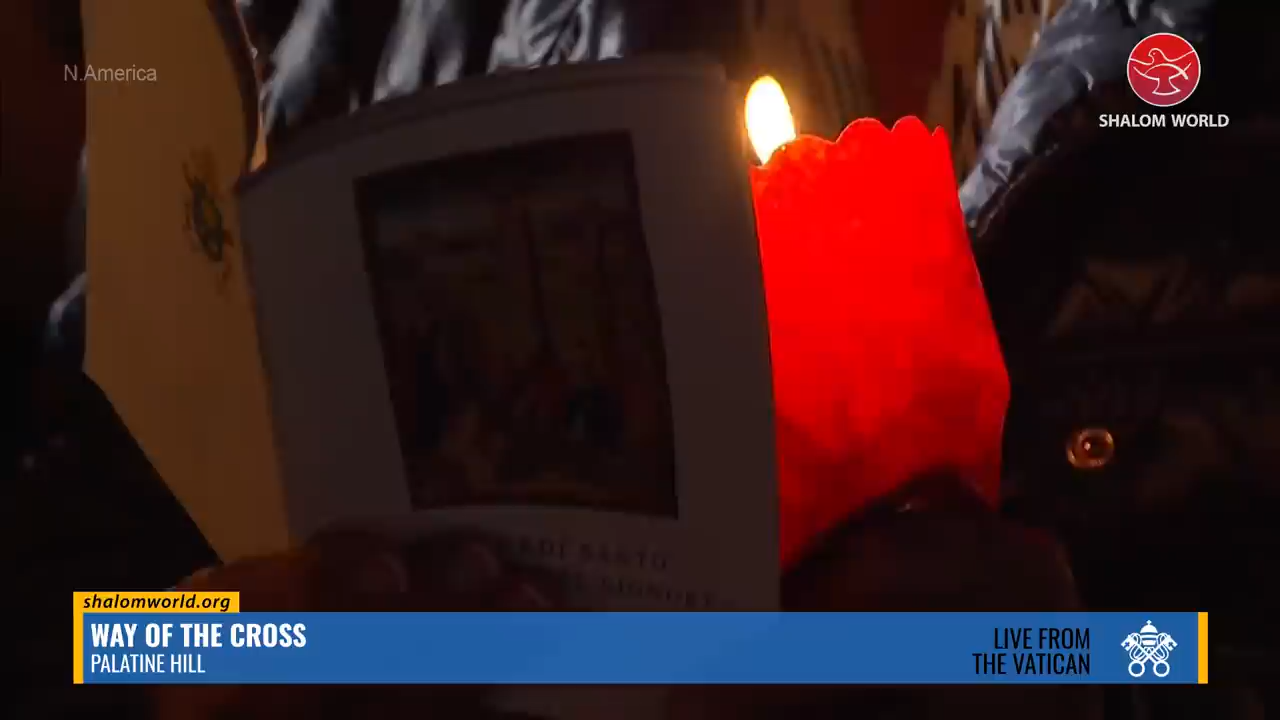 N.America
SHALOM WORLD
shalomworld.org
WAY OF THE CROSS
PALATINE HILL
LIVE FROM
THE VATICAN